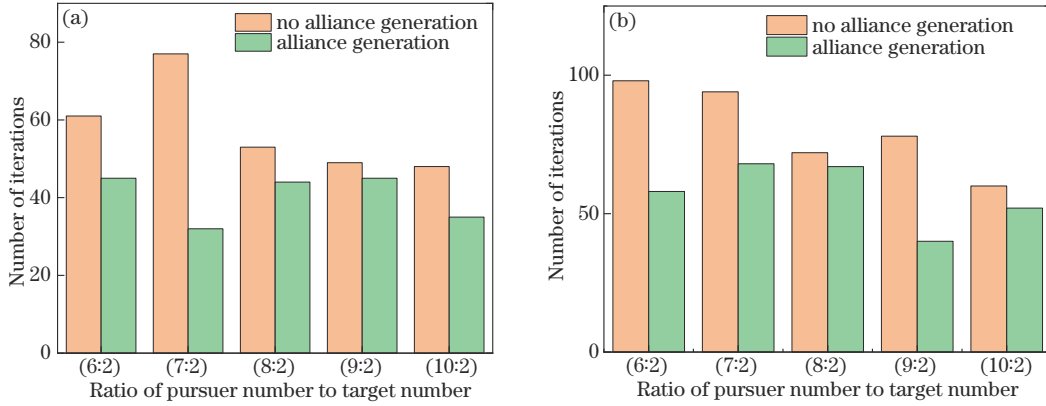 (a)
no alliance generation
alliance generation
80
60
40
20
0
Number of iterations
(6:2) (7:2) (8:2) (9:2) (10:2)
Ratio of pursuer number to target number
(b)
no alliance generation
alliance generation
100
50
0
Number of iterations
(6:2) (7:2) (8:2) (9:2) (10:2)
Ratio of pursuer number to target number